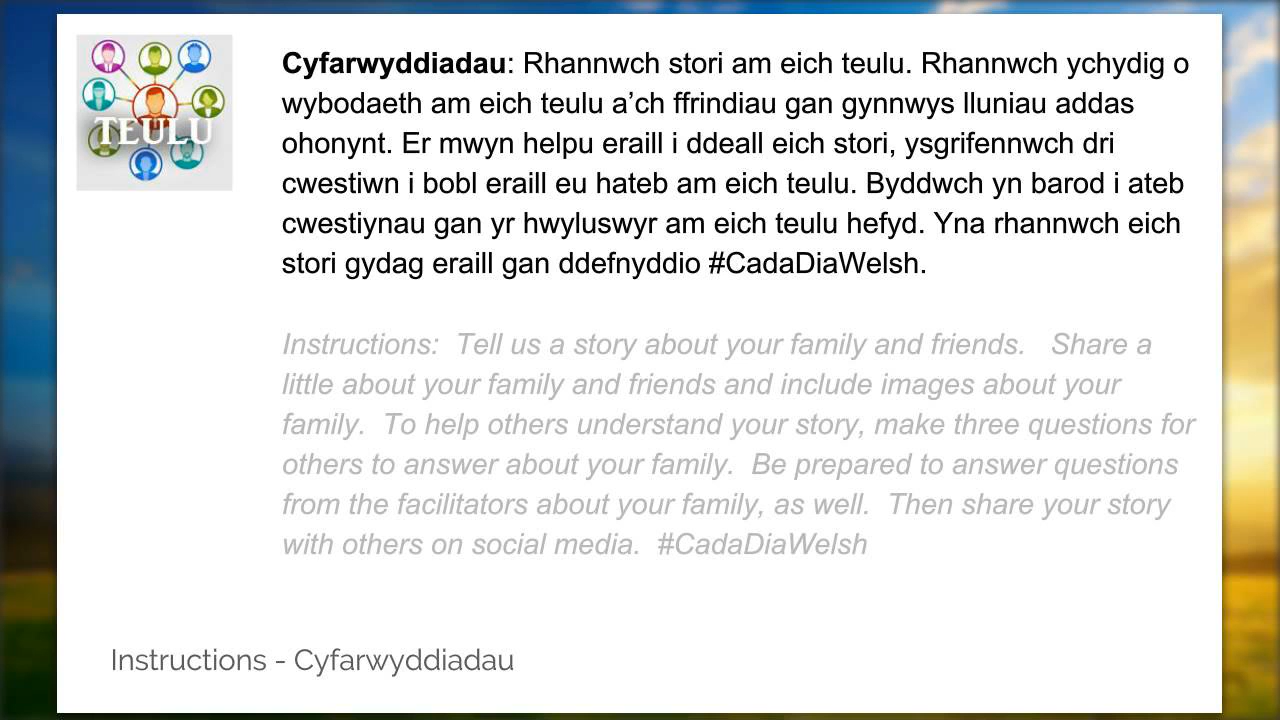 TEULU
Cyfarwyddiadau: Rhannwch stori am eich teulu. Rhannwch ychydig o
wybodaeth am eich teulu a’ch ffrindiau gan gynnwys lluniau addas
ohonynt. Er mwyn helpu eraill i ddeall eich stori, ysgrifennwch dri
cwestiwn i bobl eraill eu hateb am eich teulu. Byddwch yn barod i ateb
cwestiynau gan yr hwyluswyr am eich teulu hefyd. Yna rhannwch eich
stori gydag eraill gan ddefnyddio #CadaDiaWelsh.
Instructions:  Tell us a story about your family and friends.   Share a
little about your family and friends and include images about your
family.  To help others understand your story, make three questions for
others to answer about your family.  Be prepared to answer questions
from the facilitators about your family, as well.  Then share your story
with others on social media.  #CadaDiaWelsh
Instructions - Cyfarwyddiadau